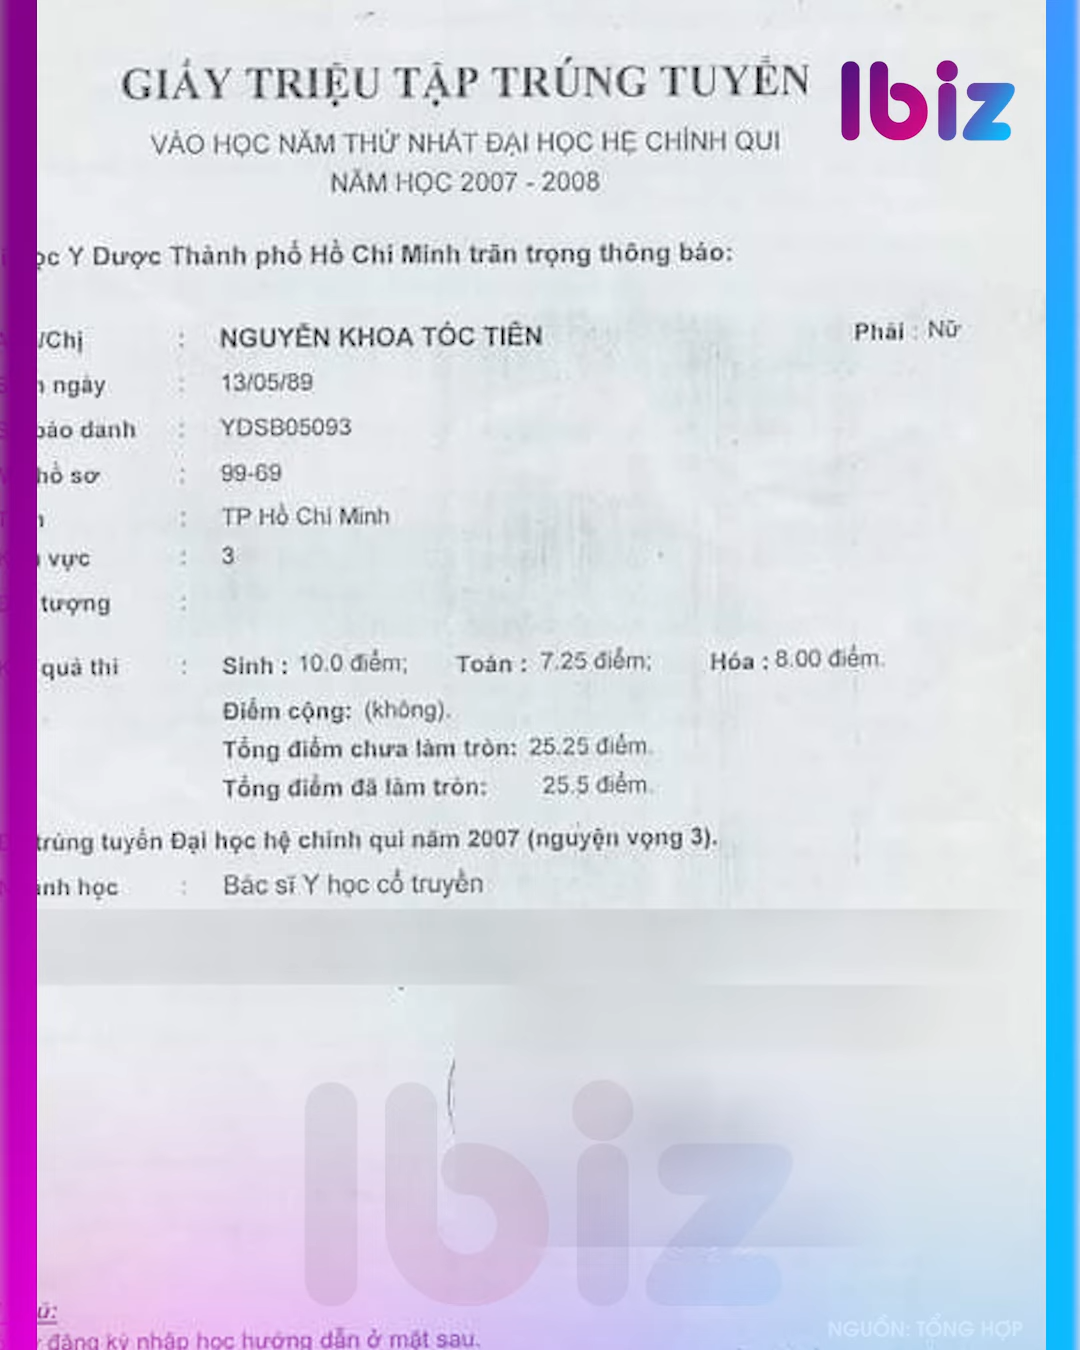 GIẤY TRIỆU TẬP TRÚNG TUYỂN
lbiz
VÀO HỌC NĂM THỨ NHẤT ĐẠI HỌC HỆ CHÍNH QUI
NĂM HỌC 2007 - 2008
ọc Y Dược Thành phố Hồ Chí Minh trân trọng thông báo:
/Chị : NGUYỄN KHOA TÓC TIÊN Phái : Nữ
ngày : 13/05/89
báo danh : YDSB05093
hồ sơ : 99-69
: TP Hồ Chí Minh
vực : 3
tượng :
quả thi : Sinh : 10.0 điểm; Toán : 7.25 điểm; Hóa : 8.00 điểm.
Điểm cộng: (không).
Tổng điểm chưa làm tròn: 25.25 điểm.
Tổng điểm đã làm tròn: 25.5 điểm.
trúng tuyển Đại học hệ chính qui năm 2007 (nguyện vọng 3).
ành học : Bác sĩ Y học cổ truyền
lbiz
ú:
đăng ký nhập học hướng dẫn ở mặt sau.
NGUỒN: TỔNG HỢP